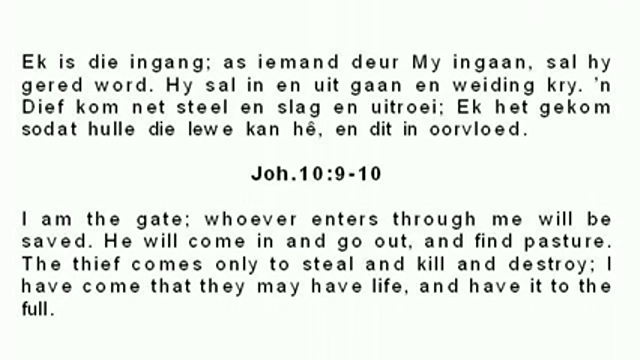 Ek is die ingang; as iemand deur My ingaan, sal hy
gered word. Hy sal in en uit gaan en weiding kry. 'n
Dief kom net steel en slag en uitroei; Ek het gekom
sodat hulle die lewe kan hê, en dit in oorvloed.
Joh.10:9-10
I am the gate; whoever enters through me will be
saved. He will come in and go out, and find pasture.
The thief comes only to steal and kill and destroy; I
have come that they may have life, and have it to the
full.